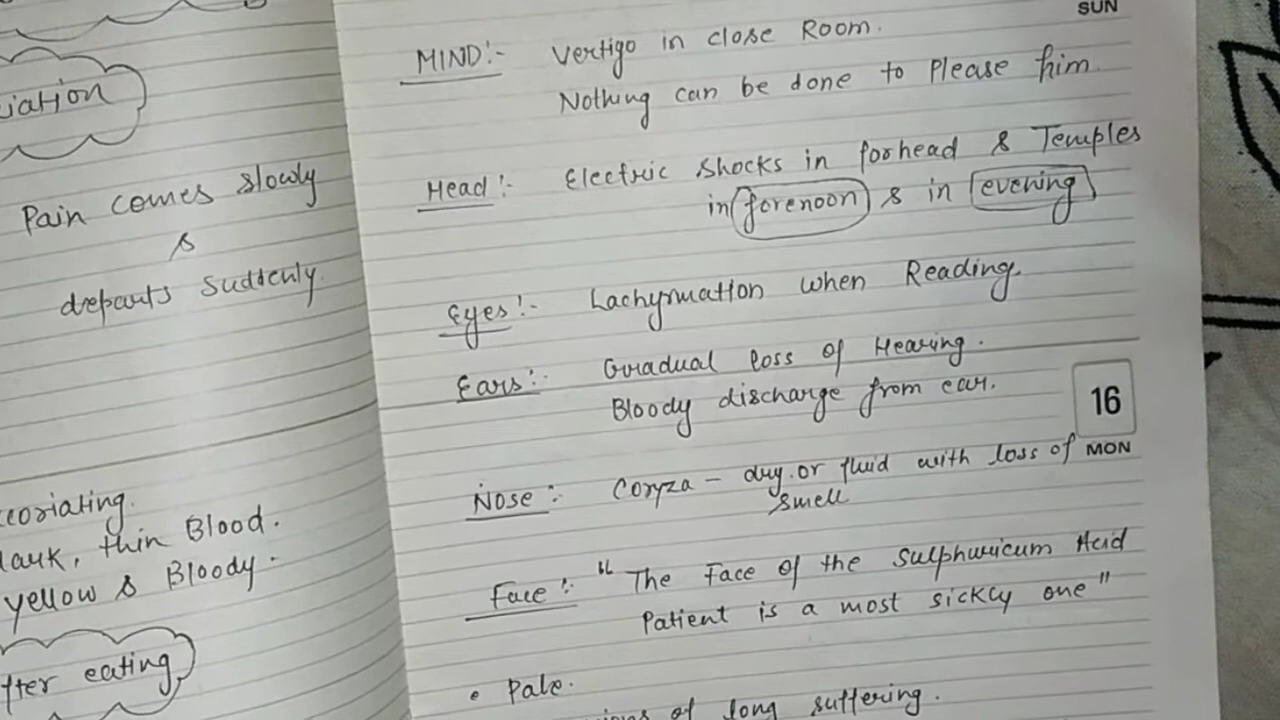 Pain comes slowly
&
departs suddenly.
dark, thin Blood.
yellow & Bloody.
after eating
SUN
MIND:- Vertigo in close Room.
Nothing can be done to Please him.
Head:- Electric shocks in forhead & Temples
in forenoon & in evening
Eyes:- Lachrymation when Reading.
Ears:- Gradual loss of Hearing.
Bloody discharge from ear.
16
MON
Nose:- Coryza - dry or fluid with loss of
smell
Face:- "The Face of the Sulphuricum Acid
Patient is a most sickly one"
• Pale.
of long suffering.